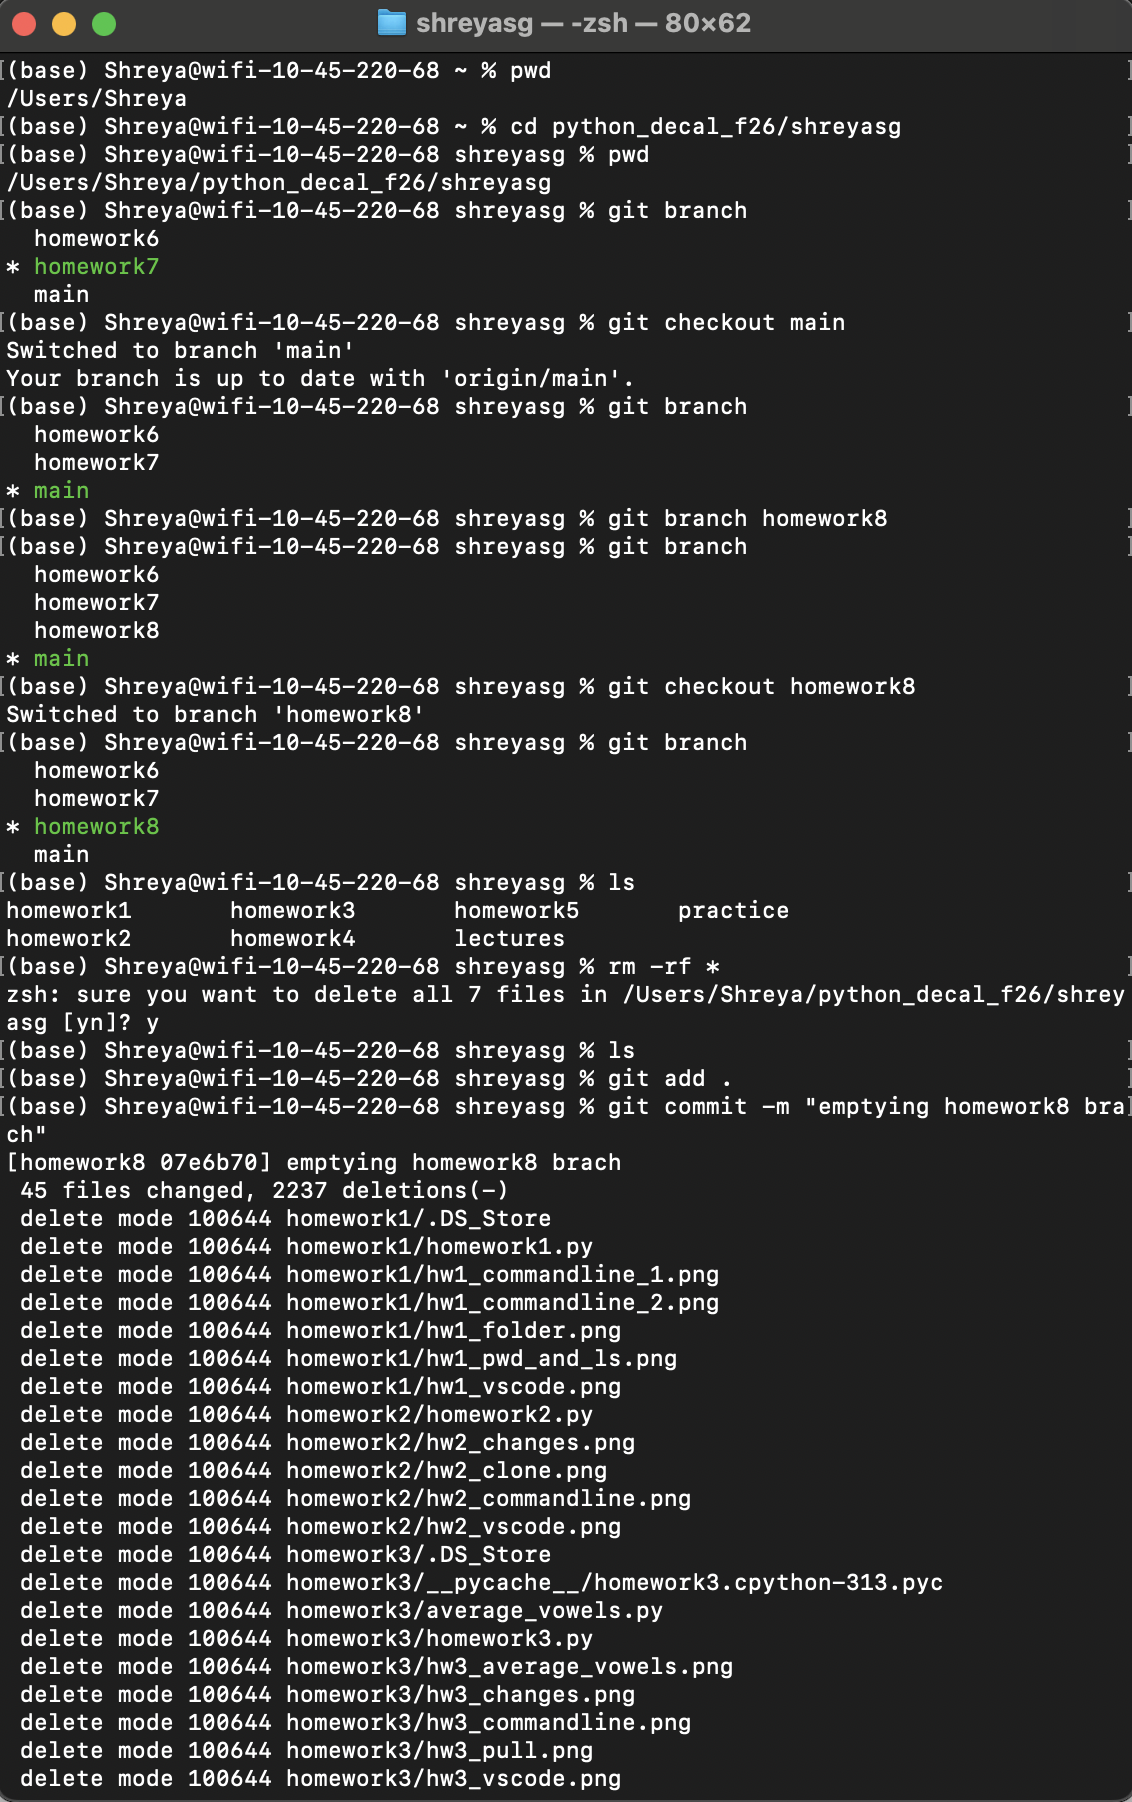 shreyasg — -zsh — 80×62
[(base) Shreya@wifi-10-45-220-68 ~ % pwd ]
/Users/Shreya
[(base) Shreya@wifi-10-45-220-68 ~ % cd python_decal_f26/shreyasg ]
[(base) Shreya@wifi-10-45-220-68 shreyasg % pwd ]
/Users/Shreya/python_decal_f26/shreyasg
[(base) Shreya@wifi-10-45-220-68 shreyasg % git branch ]
  homework6
* homework7
  main
[(base) Shreya@wifi-10-45-220-68 shreyasg % git checkout main ]
Switched to branch 'main'
Your branch is up to date with 'origin/main'.
[(base) Shreya@wifi-10-45-220-68 shreyasg % git branch ]
  homework6
  homework7
* main
[(base) Shreya@wifi-10-45-220-68 shreyasg % git branch homework8 ]
[(base) Shreya@wifi-10-45-220-68 shreyasg % git branch ]
  homework6
  homework7
  homework8
* main
[(base) Shreya@wifi-10-45-220-68 shreyasg % git checkout homework8 ]
Switched to branch 'homework8'
[(base) Shreya@wifi-10-45-220-68 shreyasg % git branch ]
  homework6
  homework7
* homework8
  main
[(base) Shreya@wifi-10-45-220-68 shreyasg % ls ]
homework1       homework3       homework5       practice
homework2       homework4       lectures
[(base) Shreya@wifi-10-45-220-68 shreyasg % rm -rf * ]
zsh: sure you want to delete all 7 files in /Users/Shreya/python_decal_f26/shrey
asg [yn]? y
[(base) Shreya@wifi-10-45-220-68 shreyasg % ls ]
[(base) Shreya@wifi-10-45-220-68 shreyasg % git add . ]
[(base) Shreya@wifi-10-45-220-68 shreyasg % git commit -m "emptying homework8 bra]
ch"
[homework8 07e6b70] emptying homework8 brach
 45 files changed, 2237 deletions(-)
 delete mode 100644 homework1/.DS_Store
 delete mode 100644 homework1/homework1.py
 delete mode 100644 homework1/hw1_commandline_1.png
 delete mode 100644 homework1/hw1_commandline_2.png
 delete mode 100644 homework1/hw1_folder.png
 delete mode 100644 homework1/hw1_pwd_and_ls.png
 delete mode 100644 homework1/hw1_vscode.png
 delete mode 100644 homework2/homework2.py
 delete mode 100644 homework2/hw2_changes.png
 delete mode 100644 homework2/hw2_clone.png
 delete mode 100644 homework2/hw2_commandline.png
 delete mode 100644 homework2/hw2_vscode.png
 delete mode 100644 homework3/.DS_Store
 delete mode 100644 homework3/__pycache__/homework3.cpython-313.pyc
 delete mode 100644 homework3/average_vowels.py
 delete mode 100644 homework3/homework3.py
 delete mode 100644 homework3/hw3_average_vowels.png
 delete mode 100644 homework3/hw3_changes.png
 delete mode 100644 homework3/hw3_commandline.png
 delete mode 100644 homework3/hw3_pull.png
 delete mode 100644 homework3/hw3_vscode.png